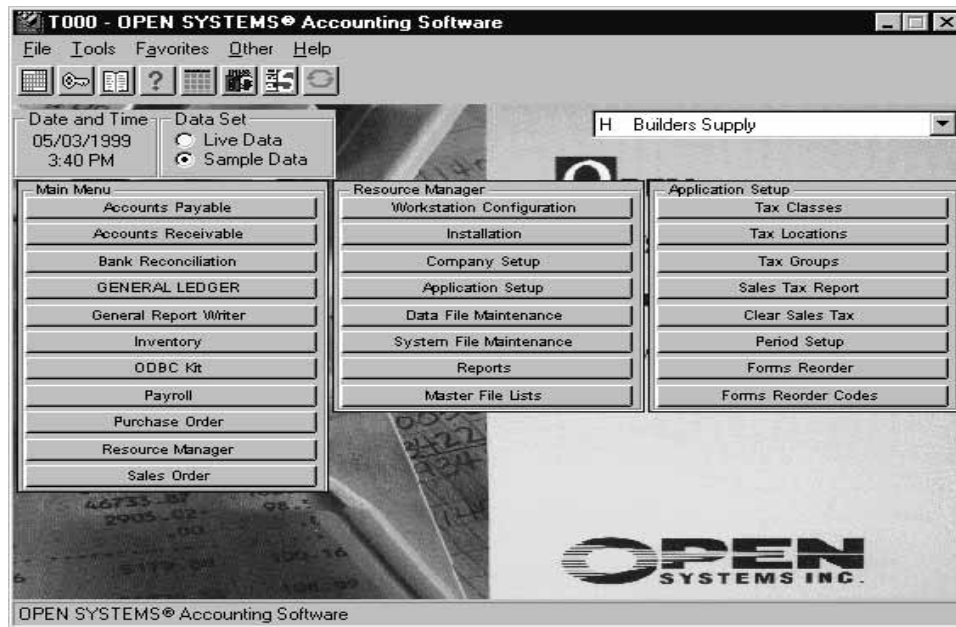 T000 - OPEN SYSTEMS® Accounting Software
File Tools Favorites Other Help
Date and Time
05/03/1999
3:40 PM
Data Set
Live Data
Sample Data
H Builders Supply
Main Menu
Accounts Payable
Accounts Receivable
Bank Reconciliation
GENERAL LEDGER
General Report Writer
Inventory
ODBC Kit
Payroll
Purchase Order
Resource Manager
Sales Order
Resource Manager
Workstation Configuration
Installation
Company Setup
Application Setup
Data File Maintenance
System File Maintenance
Reports
Master File Lists
Application Setup
Tax Classes
Tax Locations
Tax Groups
Sales Tax Report
Clear Sales Tax
Period Setup
Forms Reorder
Forms Reorder Codes
46733.07
2905.02
.00
OPEN
SYSTEMS INC.
OPEN SYSTEMS® Accounting Software